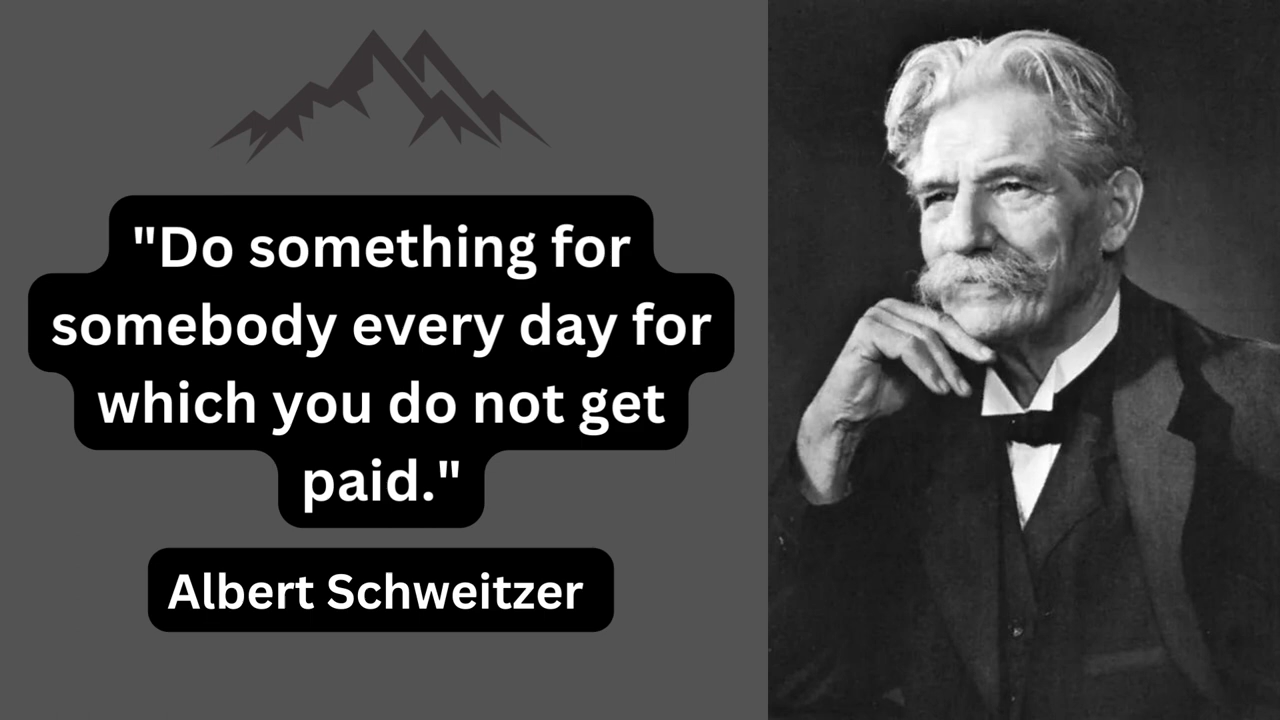 "Do something for
somebody every day for
which you do not get
paid."
Albert Schweitzer